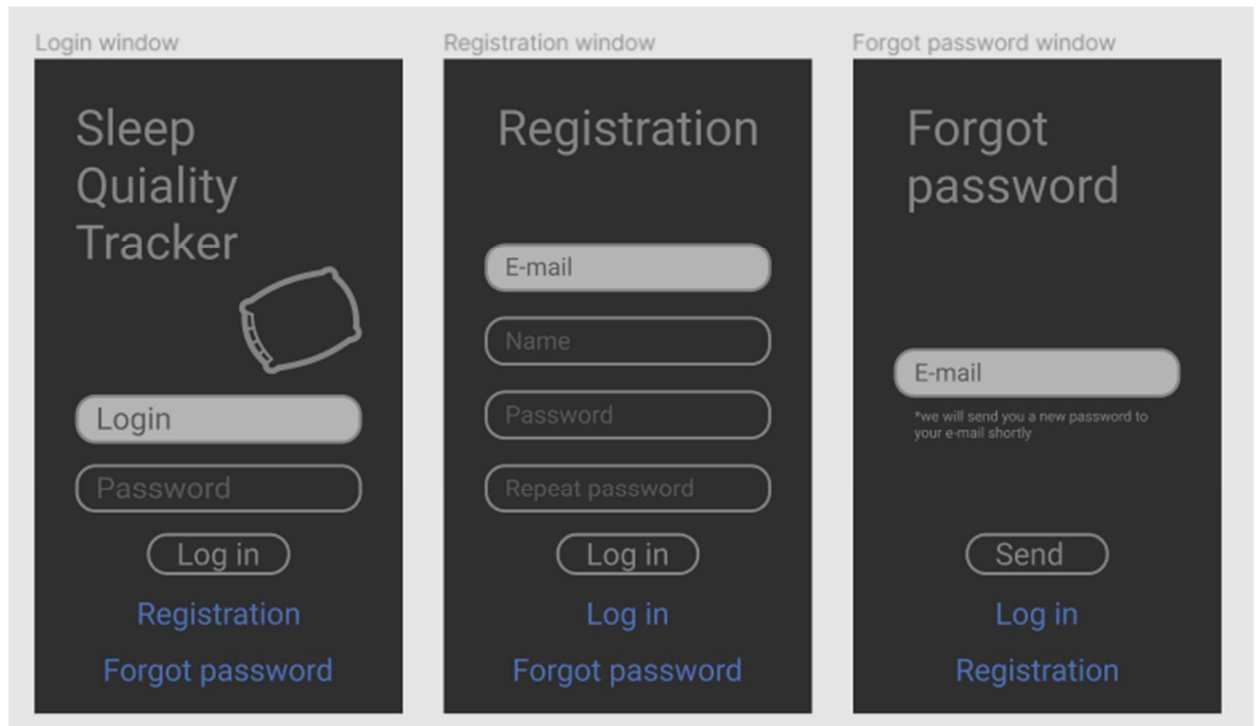 Login window
Sleep
Quiality
Tracker
Login
Password
Log in
Registration
Forgot password
Registration window
Registration
E-mail
Name
Password
Repeat password
Log in
Log in
Forgot password
Forgot password window
Forgot
password
E-mail
*we will send you a new password to
your e-mail shortly
Send
Log in
Registration